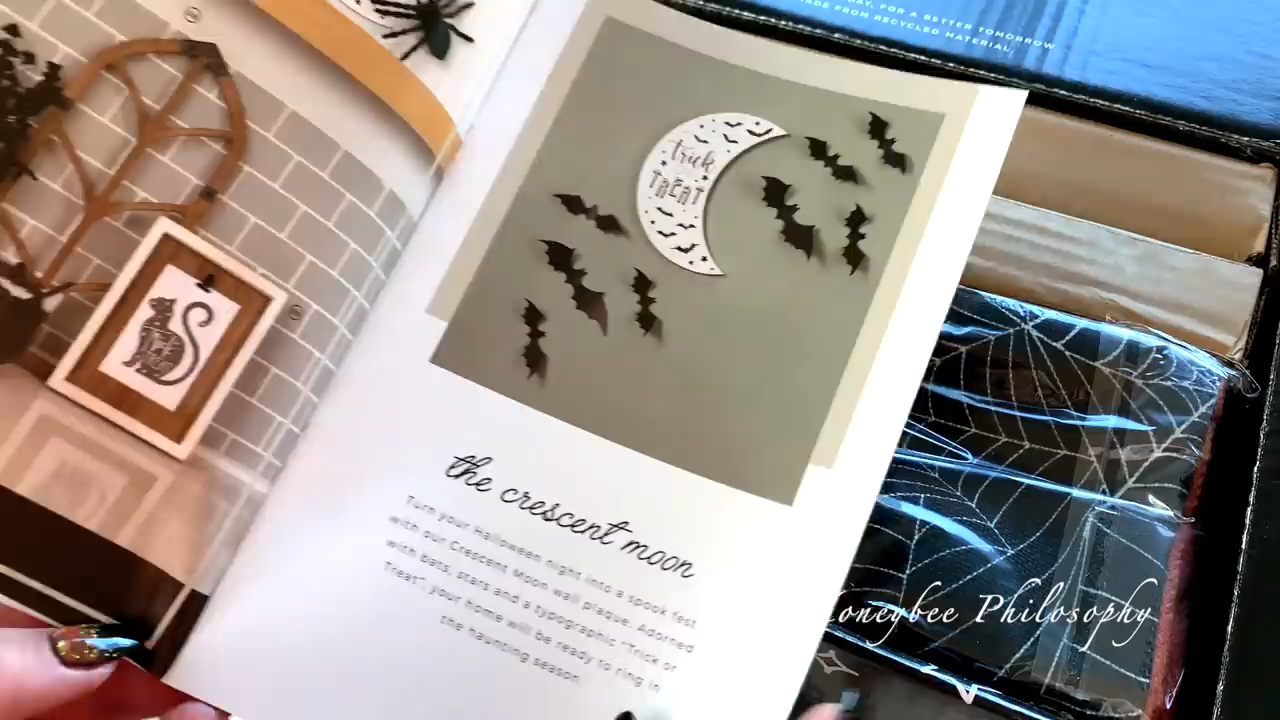 DAY, FOR A BETTER TOMORROW
MADE FROM RECYCLED MATERIAL.
trick
TREAT
the crescent moon
Turn your Halloween night into a spook fest
with our Crescent Moon wall plaque. Adorned
with bats, stars and a typographic "Trick or
Treat", your home will be ready to ring in
the haunting season.
oneybee Philosophy